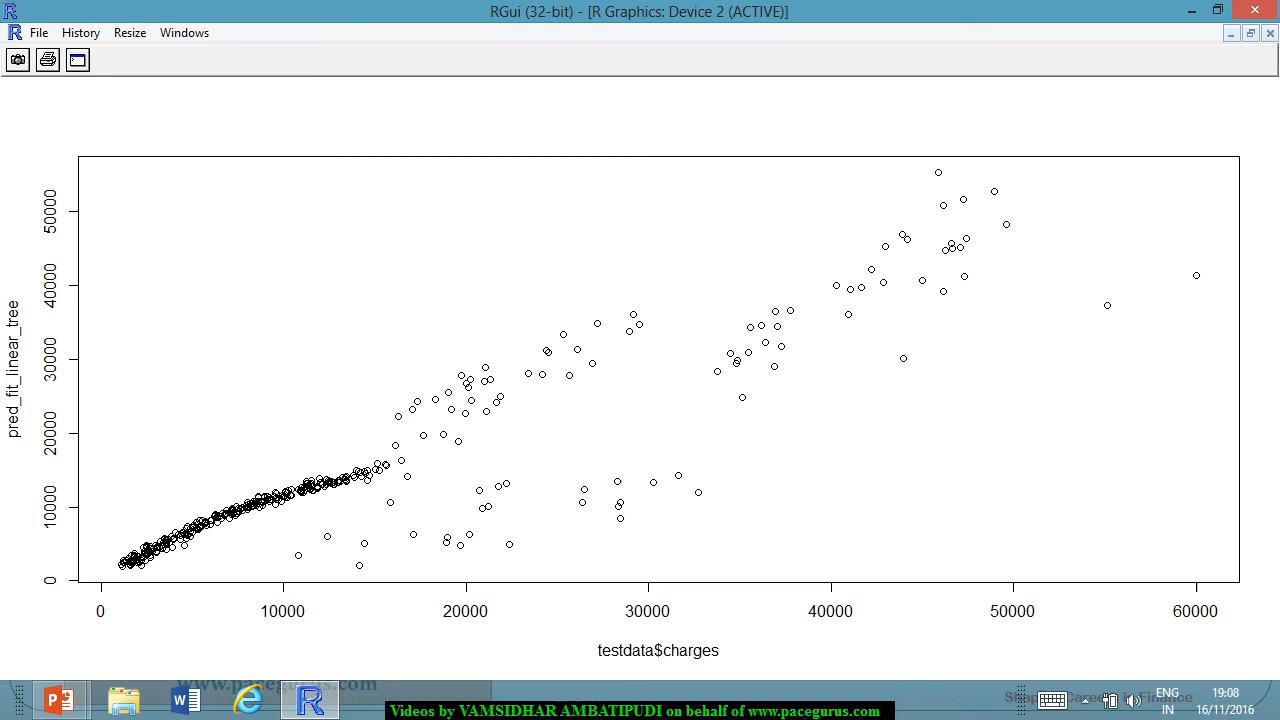 RGui (32-bit) - [R Graphics: Device 2 (ACTIVE)]
File History Resize Windows
pred_fit_linear_tree
50000
40000
30000
20000
10000
0
0 10000 20000 30000 40000 50000 60000
testdata$charges
www.pacegurus.com
ENG
IN
19:08
16/11/2016
Videos by VAMSIDHAR AMBATIPUDI on behalf of www.pacegurus.com